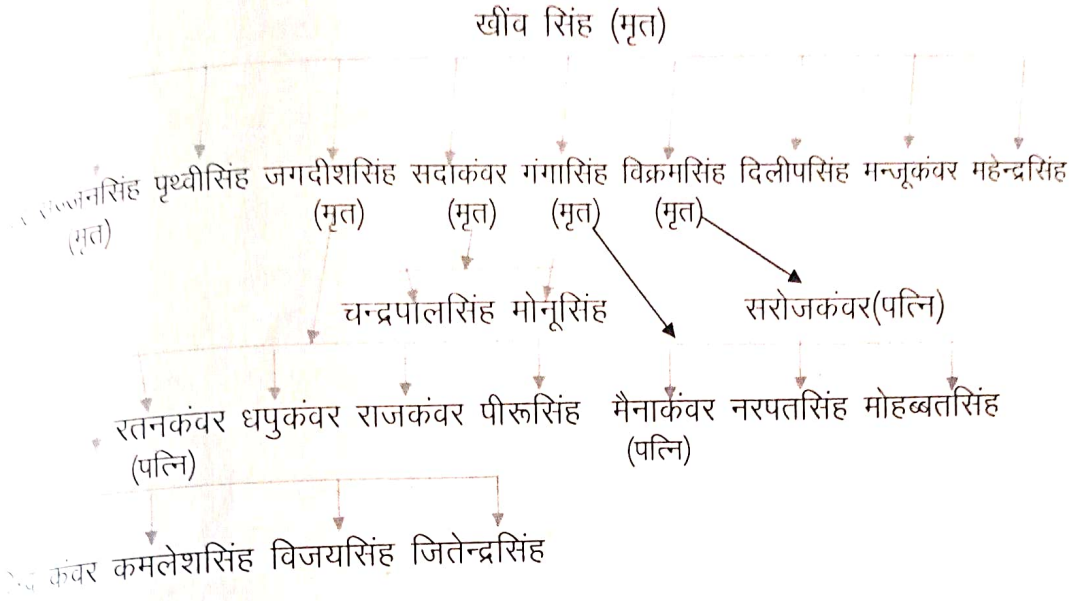 खींव सिंह (मृत)
पृथ्वीसिंह जगदीशसिंह सदाकंवर गंगासिंह विक्रमसिंह दिलीपसिंह मन्जूकंवर महेन्द्रसिंह
(मृत) (मृत) (मृत) (मृत) (मृत)
चन्द्रपालसिंह मोनूसिंह सरोजकंवर(पत्नि)
रतनकंवर धपुकंवर राजकंवर पीरूसिंह मैनाकंवर नरपतसिंह मोहब्बतसिंह
(पत्नि) (पत्नि)
कंवर कमलेशसिंह विजयसिंह जितेन्द्रसिंह